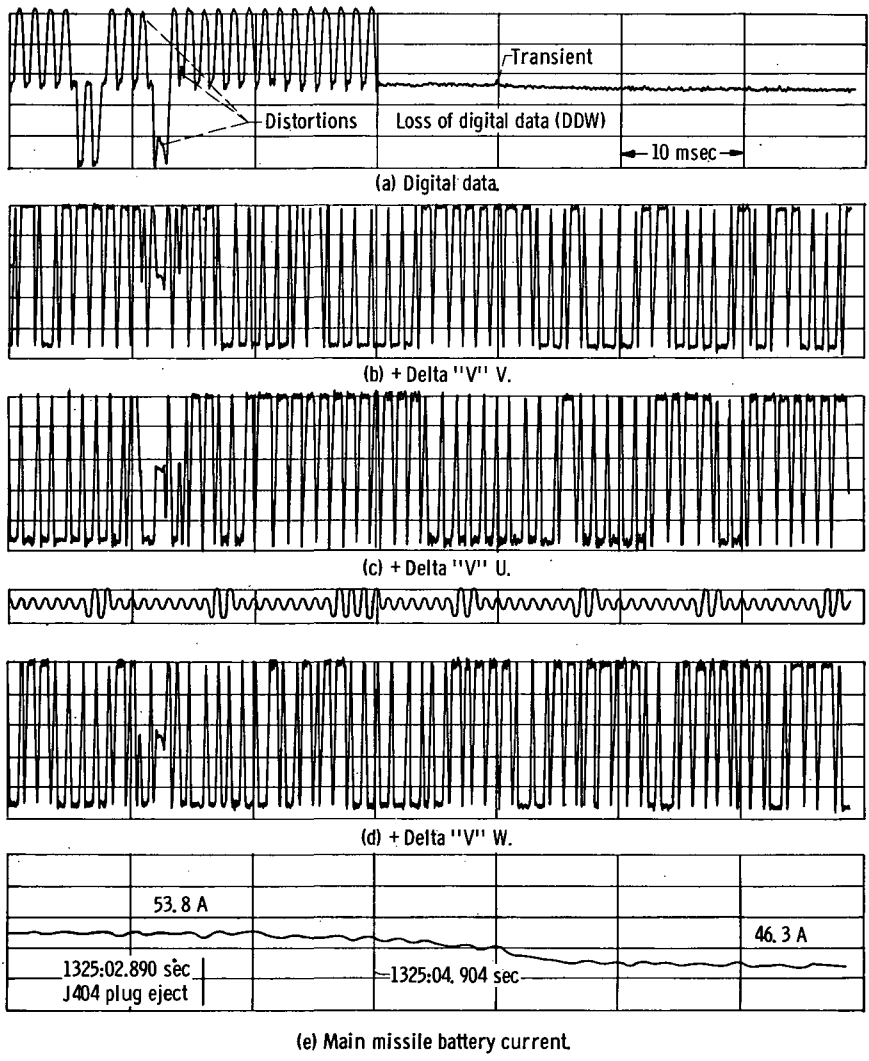 Transient
Distortions
Loss of digital data (DDW)
10 msec
(a) Digital data.
(b) + Delta "V" V.
(c) + Delta "V" U.
(d) + Delta "V" W.
53.8 A
46.3 A
1325:02.890 sec
J404 plug eject
1325:04.904 sec
(e) Main missile battery current.